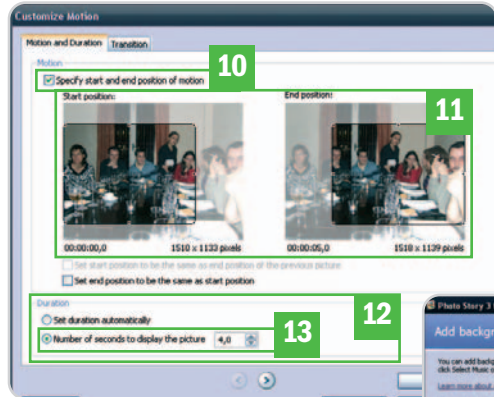 Customize Motion
Motion and Duration Transition
Motion
10
Specify start and end position of motion
Start position: End position:
11
00:00:00,0 1510 x 1133 pixels 00:00:05,0 1518 x 1139 pixels
Set start position to be the same as end position of the previous picture
Set end position to be the same as start position
Duration
12
Set duration automatically
Number of seconds to display the picture 4,0
13
Photo Story 3
Add backgr
You can add backg
click Select Music o
Learn more about